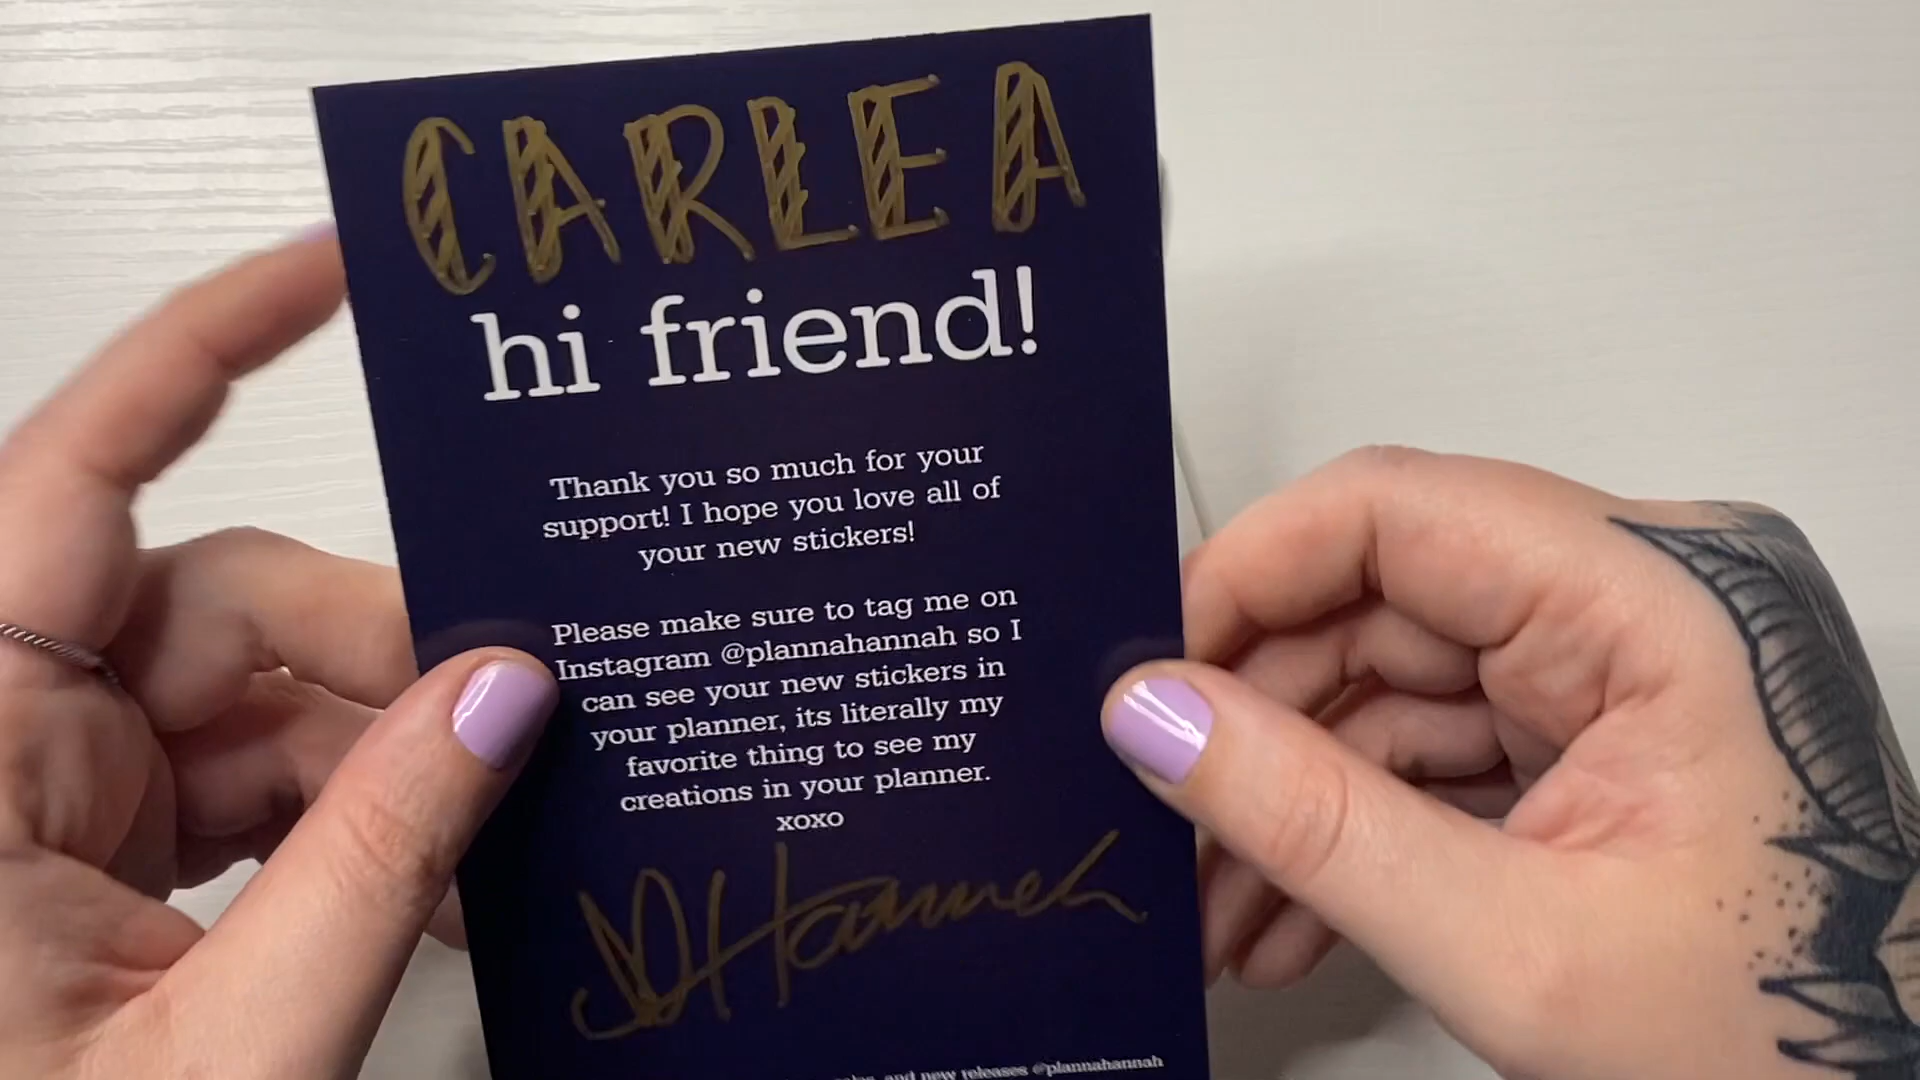 CARLEA
hi friend!
Thank you so much for your
support! I hope you love all of
your new stickers!
Please make sure to tag me on
Instagram @plannahannah so I
can see your new stickers in
your planner, its literally my
favorite thing to see my
creations in your planner.
xoxo
Hannah
and new releases @plannahannah